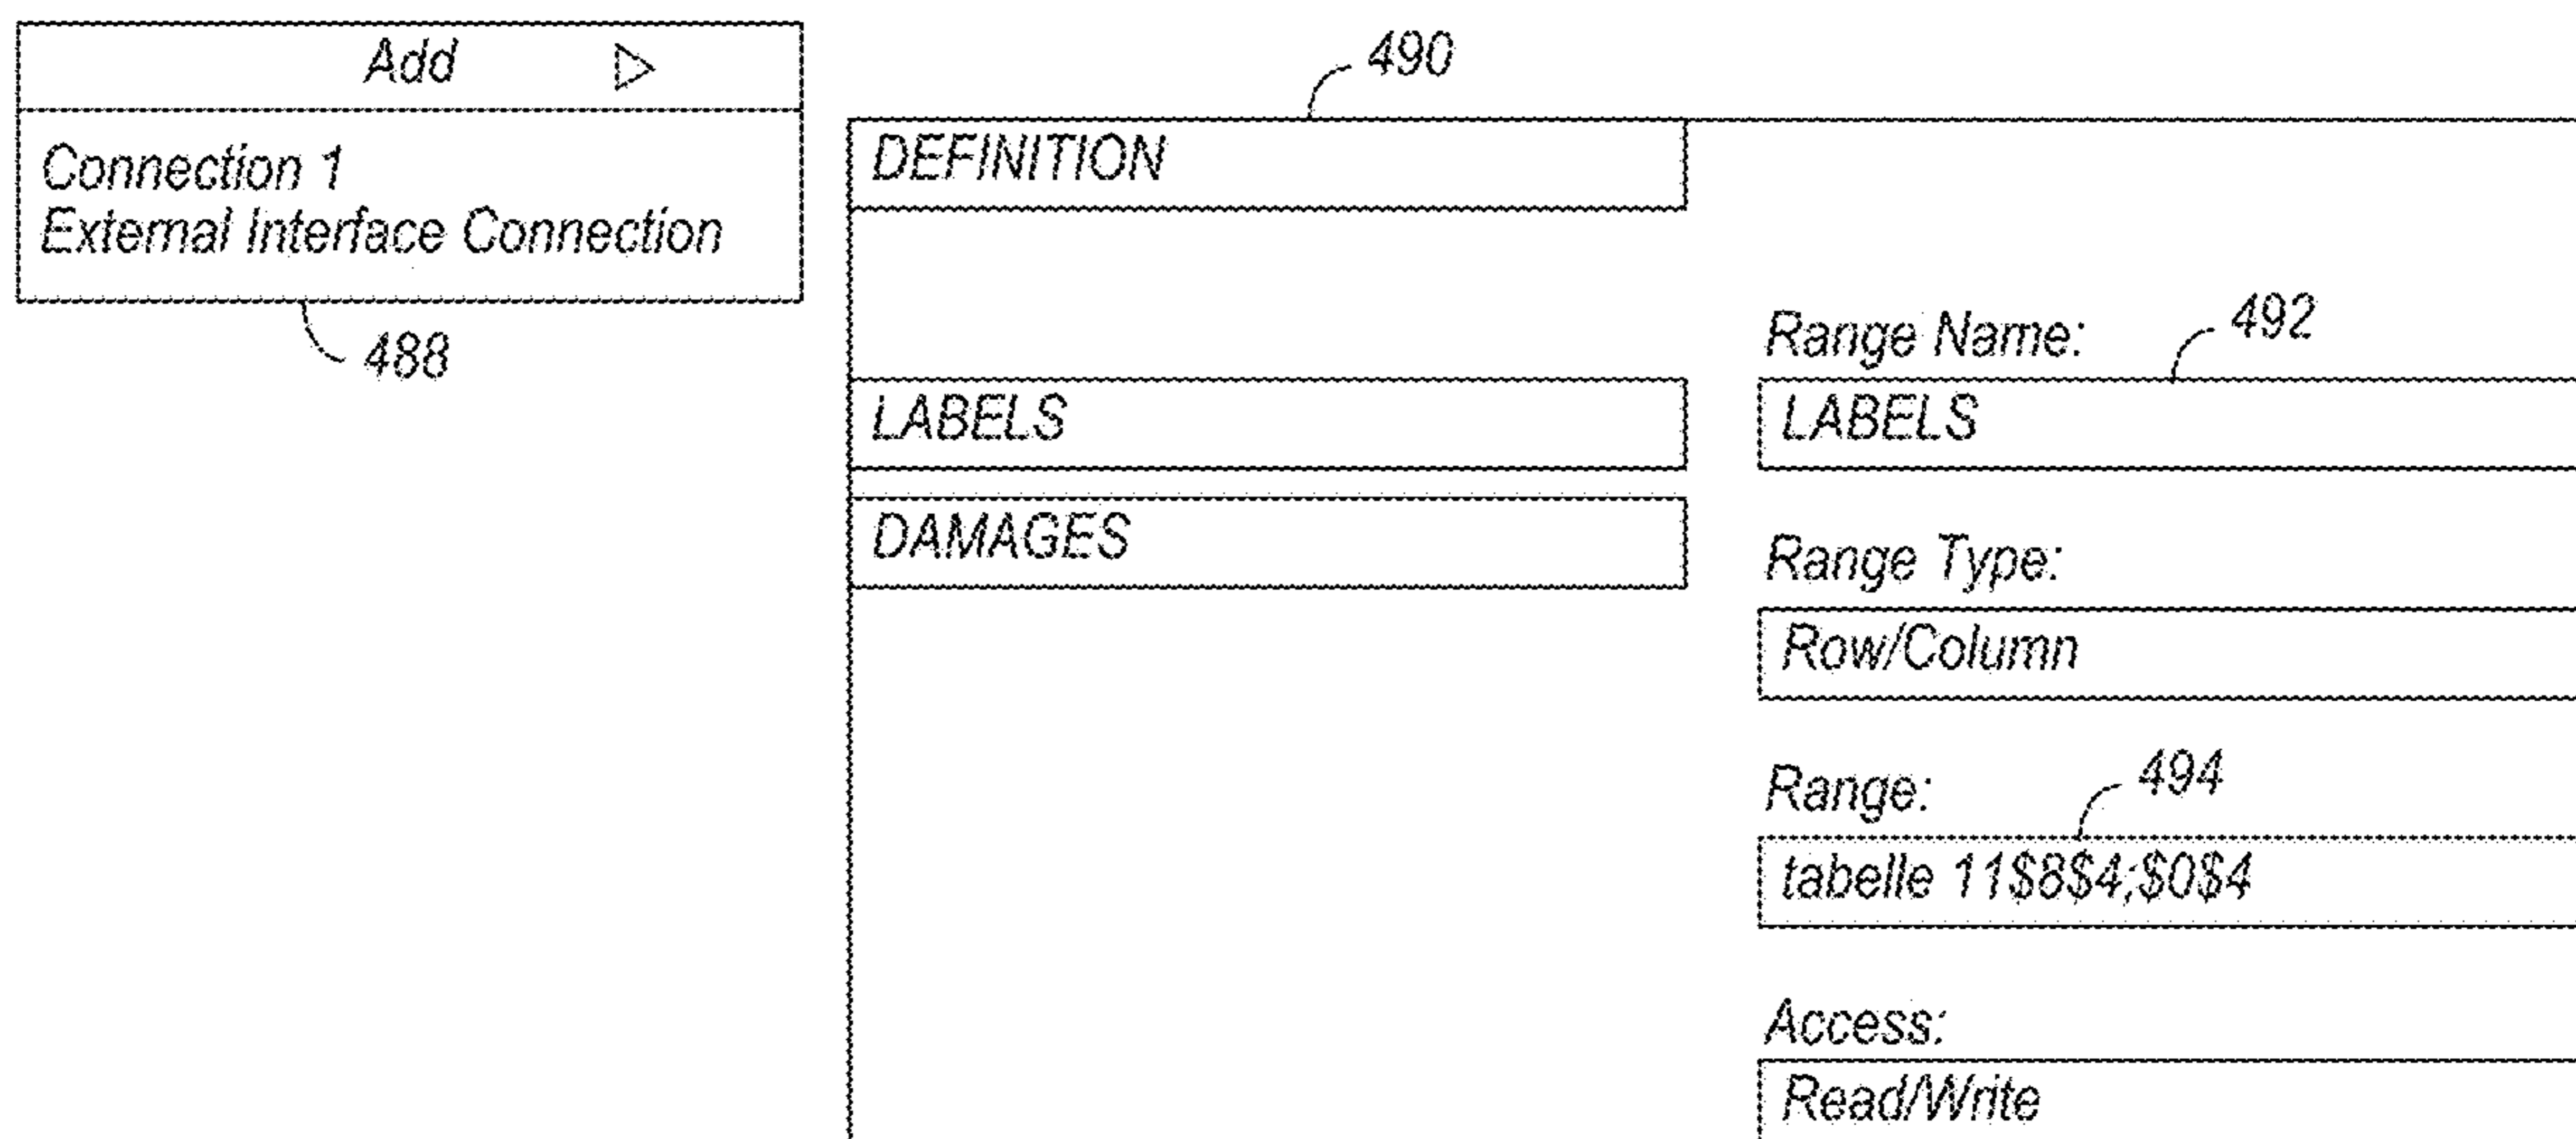 Add
Connection 1
External Interface Connection
488
490
DEFINITION
LABELS
DAMAGES
Range Name:
492
LABELS
Range Type:
Row/Column
Range:
494
tabelle 11$8$4;$0$4
Access:
Read/Write